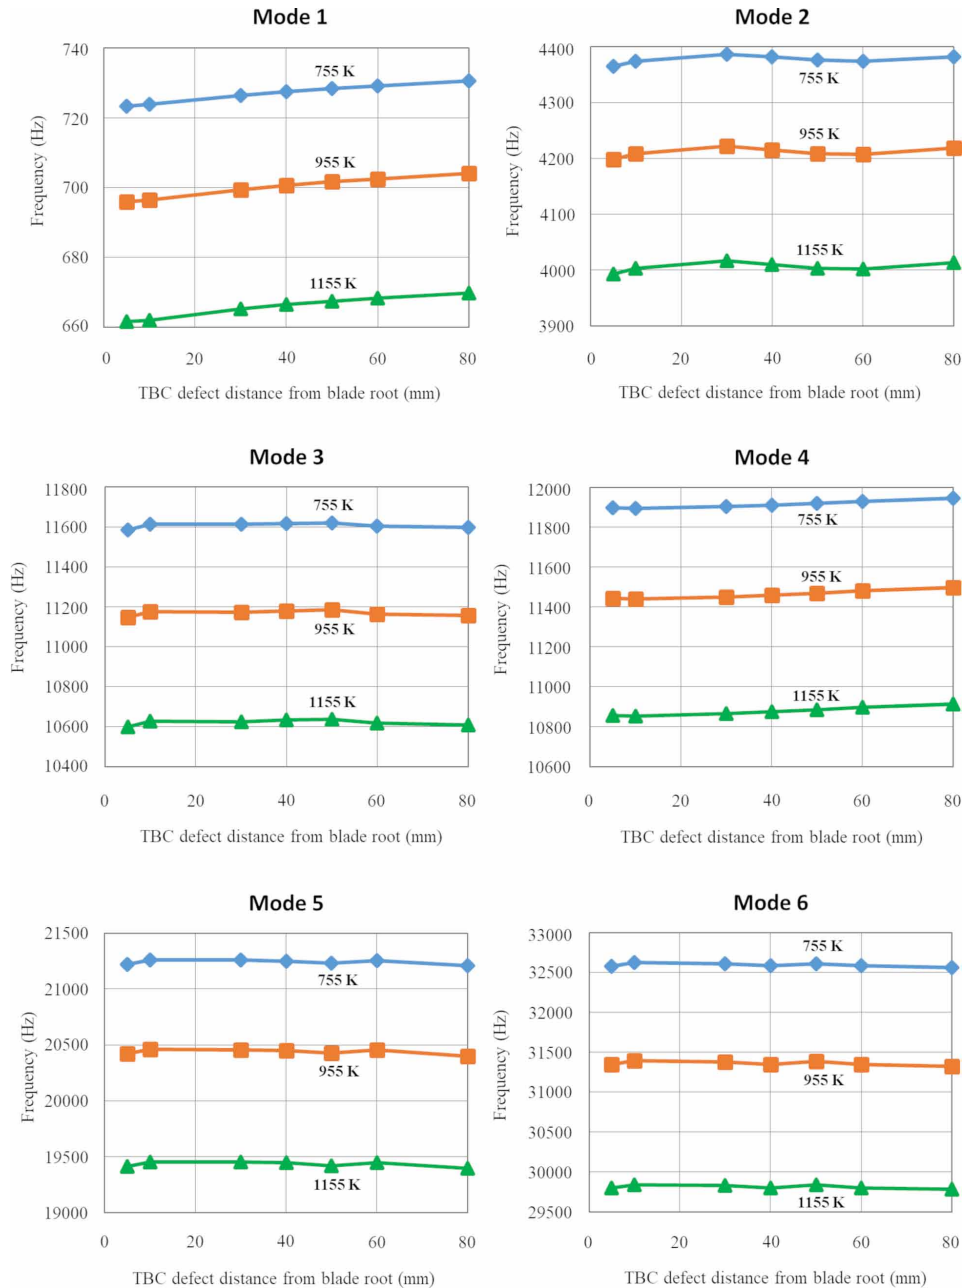 Mode 1
740
720
700
680
660
Frequency (Hz)
755 K
955 K
1155 K
0 20 40 60 80
TBC defect distance from blade root (mm)
Mode 2
4400
4300
4200
4100
4000
3900
Frequency (Hz)
755 K
955 K
1155 K
0 20 40 60 80
TBC defect distance from blade root (mm)
Mode 3
11800
11600
11400
11200
11000
10800
10600
10400
Frequency (Hz)
755 K
955 K
1155 K
0 20 40 60 80
TBC defect distance from blade root (mm)
Mode 4
12000
11800
11600
11400
11200
11000
10800
10600
Frequency (Hz)
755 K
955 K
1155 K
0 20 40 60 80
TBC defect distance from blade root (mm)
Mode 5
21500
21000
20500
20000
19500
19000
Frequency (Hz)
755 K
955 K
1155 K
0 20 40 60 80
TBC defect distance from blade root (mm)
Mode 6
33000
32500
32000
31500
31000
30500
30000
29500
Frequency (Hz)
755 K
955 K
1155 K
0 20 40 60 80
TBC defect distance from blade root (mm)